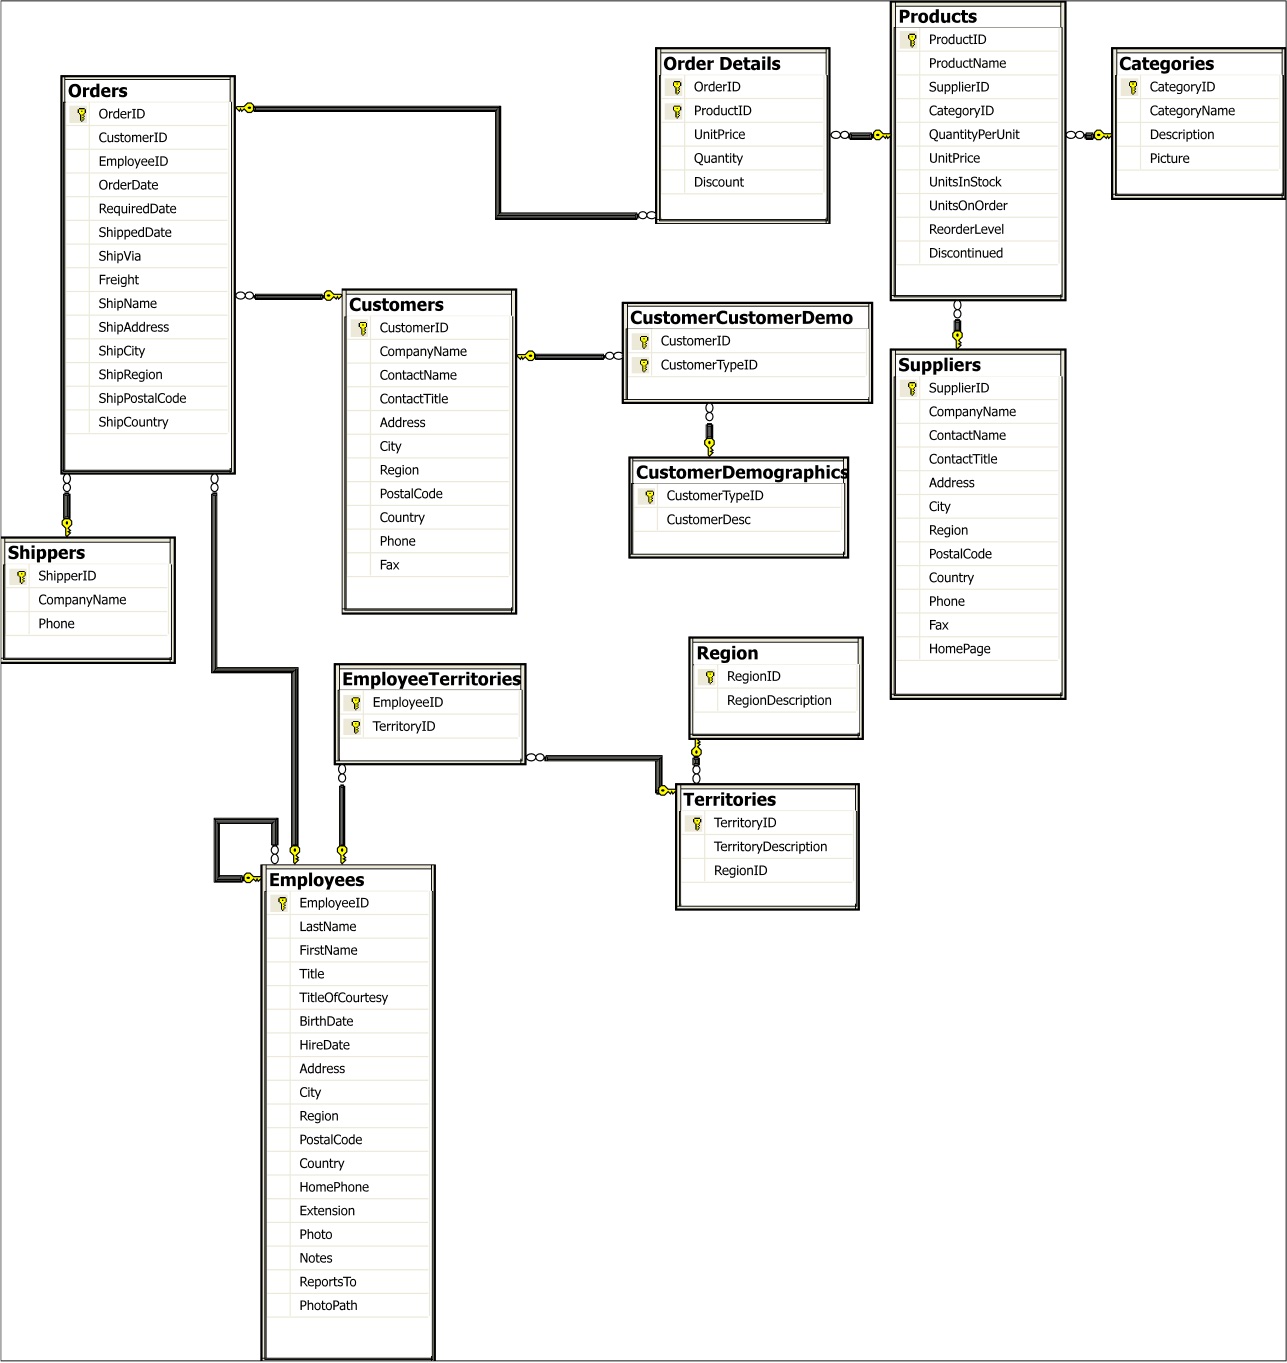 Products
ProductID
ProductName
SupplierID
CategoryID
QuantityPerUnit
UnitPrice
UnitsInStock
UnitsOnOrder
ReorderLevel
Discontinued
Order Details
OrderID
ProductID
UnitPrice
Quantity
Discount
Categories
CategoryID
CategoryName
Description
Picture
Orders
OrderID
CustomerID
EmployeeID
OrderDate
RequiredDate
ShippedDate
ShipVia
Freight
ShipName
ShipAddress
ShipCity
ShipRegion
ShipPostalCode
ShipCountry
Customers
CustomerID
CompanyName
ContactName
ContactTitle
Address
City
Region
PostalCode
Country
Phone
Fax
CustomerCustomerDemo
CustomerID
CustomerTypeID
CustomerDemographics
CustomerTypeID
CustomerDesc
Suppliers
SupplierID
CompanyName
ContactName
ContactTitle
Address
City
Region
PostalCode
Country
Phone
Fax
HomePage
Shippers
ShipperID
CompanyName
Phone
EmployeeTerritories
EmployeeID
TerritoryID
Region
RegionID
RegionDescription
Territories
TerritoryID
TerritoryDescription
RegionID
Employees
EmployeeID
LastName
FirstName
Title
TitleOfCourtesy
BirthDate
HireDate
Address
City
Region
PostalCode
Country
HomePhone
Extension
Photo
Notes
ReportsTo
PhotoPath